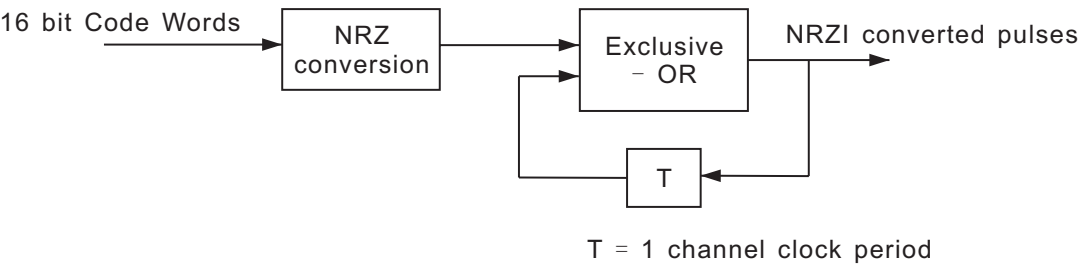 16 bit Code Words
NRZ
conversion
Exclusive
– OR
NRZI converted pulses
T
T = 1 channel clock period